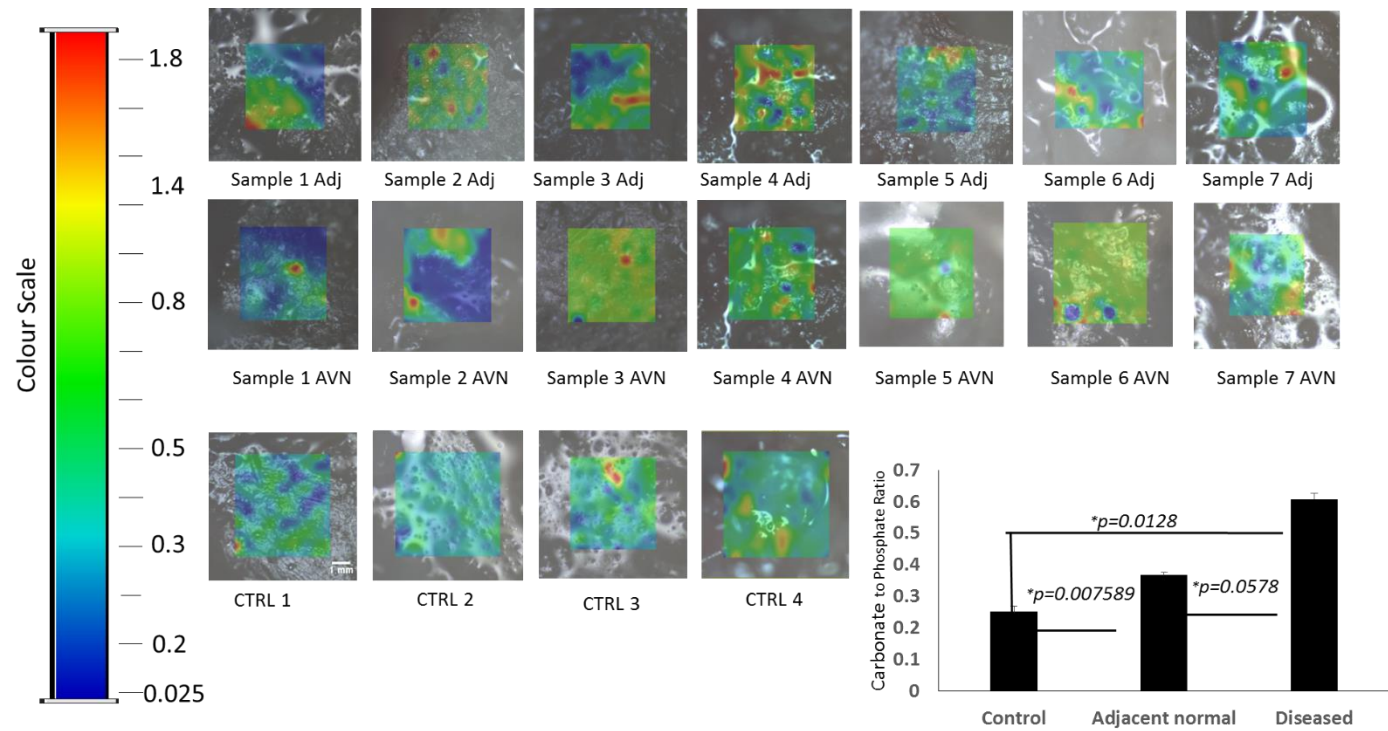 Colour Scale
1.8
1.4
0.8
0.5
0.3
0.2
0.025
Sample 1 Adj
Sample 2 Adj
Sample 3 Adj
Sample 4 Adj
Sample 5 Adj
Sample 6 Adj
Sample 7 Adj
Sample 1 AVN
Sample 2 AVN
Sample 3 AVN
Sample 4 AVN
Sample 5 AVN
Sample 6 AVN
Sample 7 AVN
1 mm
CTRL 1
CTRL 2
CTRL 3
CTRL 4
Carbonate to Phosphate Ratio
0.7
0.6
0.5
0.4
0.3
0.2
0.1
0
*p=0.0128
*p=0.007589
*p=0.0578
Control
Adjacent normal
Diseased